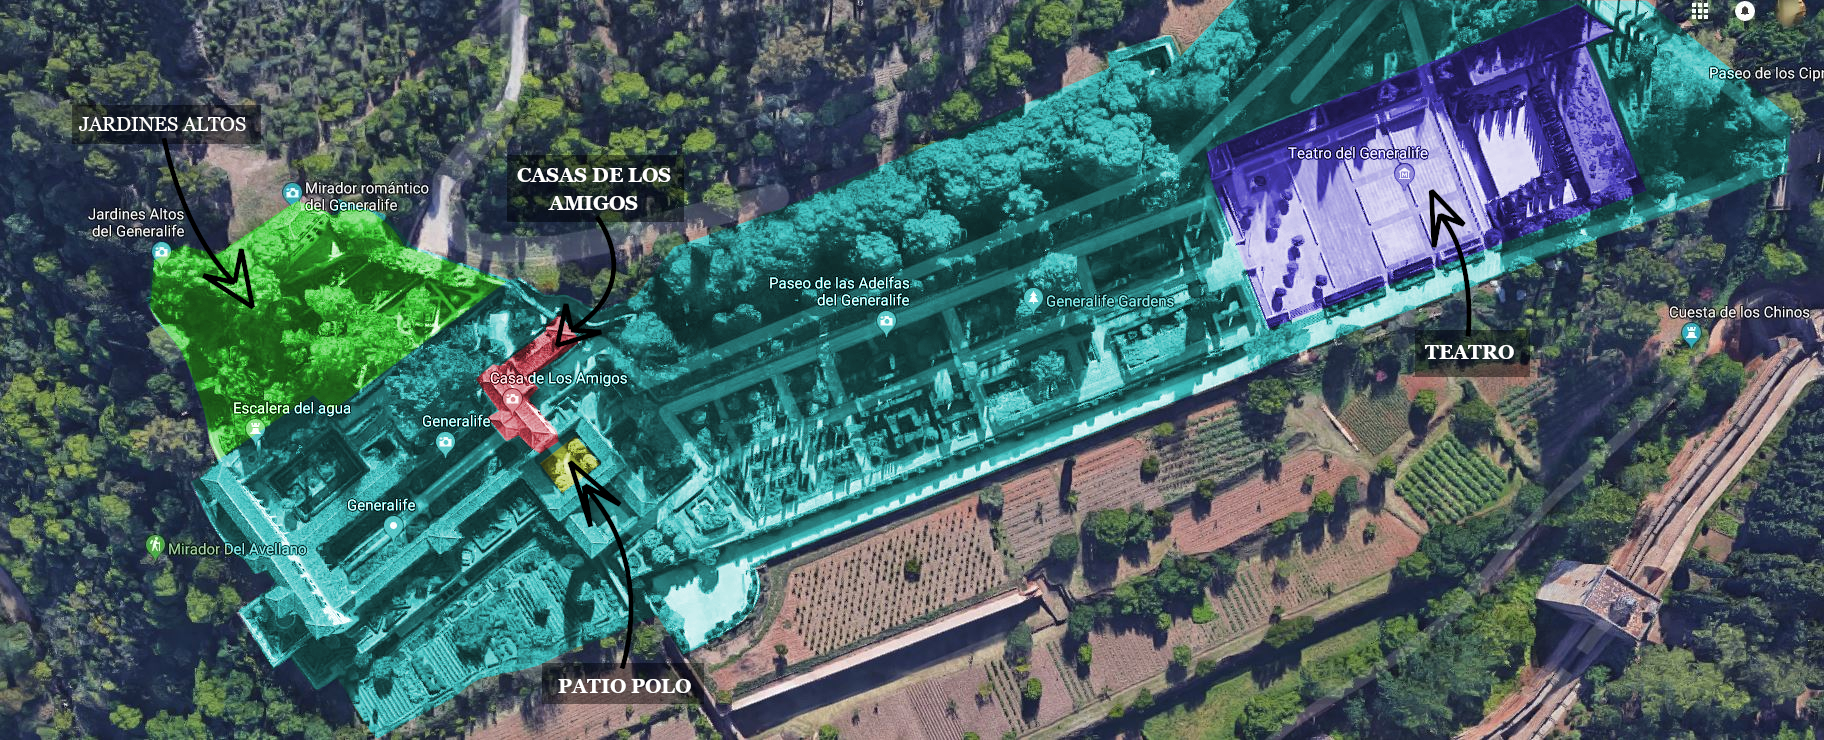 Paseo de los Cipr
JARDINES ALTOS
Teatro del Generalife
CASAS DE LOS
AMIGOS
Mirador romántico
del Generalife
Jardines Altos
del Generalife
Paseo de las Adelfas
del Generalife
Generalife Gardens
Cuesta de los Chinos
TEATRO
Casa de Los Amigos
Escalera del agua
Generalife
Generalife
Mirador Del Avellano
PATIO POLO